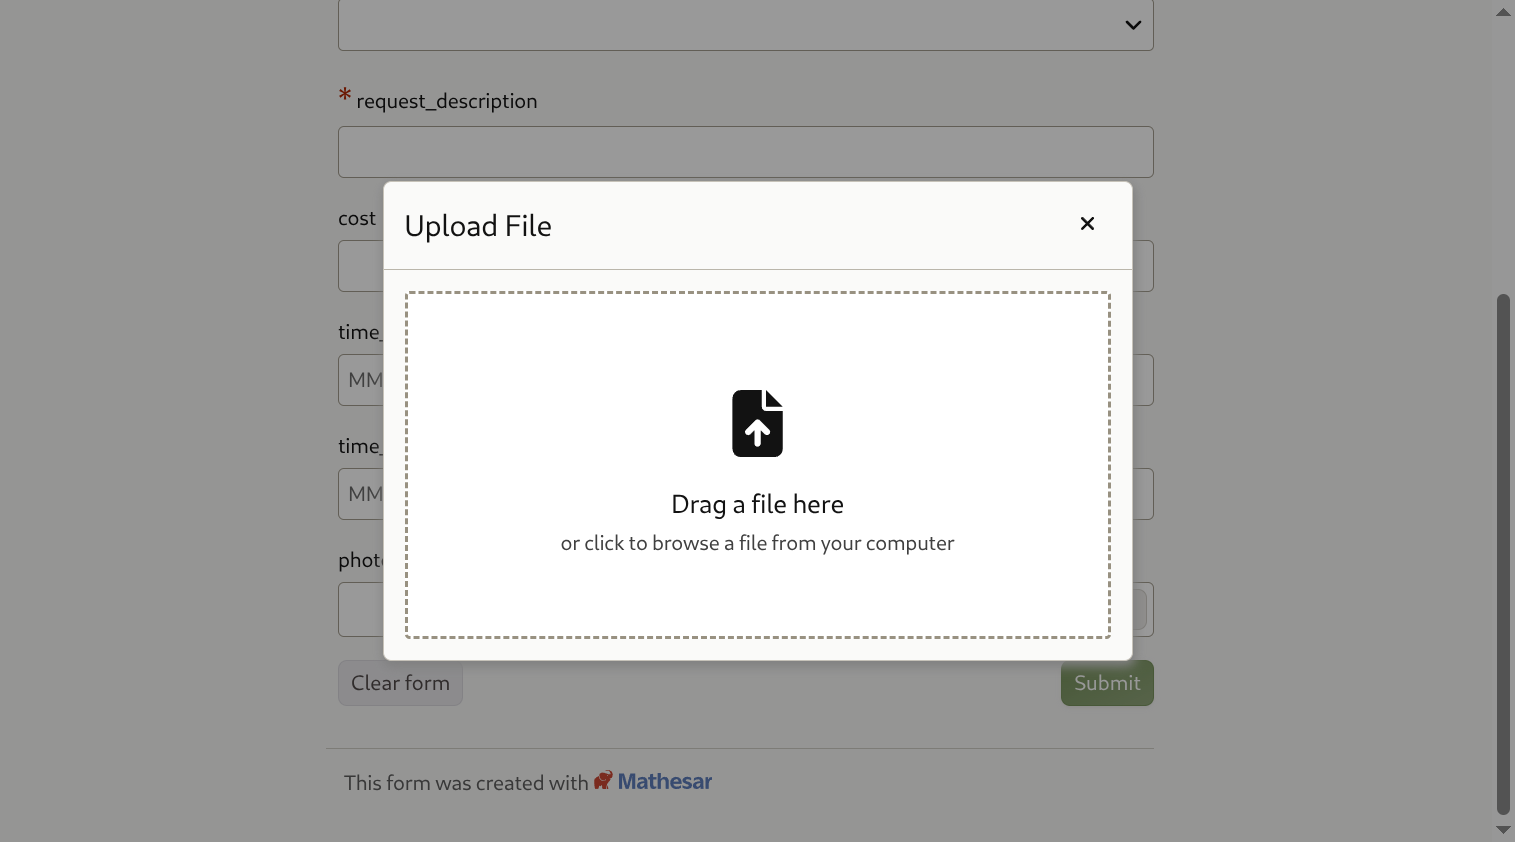 * request_description
Upload File
cost
time_
MM
time_
MM
Drag a file here
or click to browse a file from your computer
phot
Clear form
Submit
This form was created with Mathesar